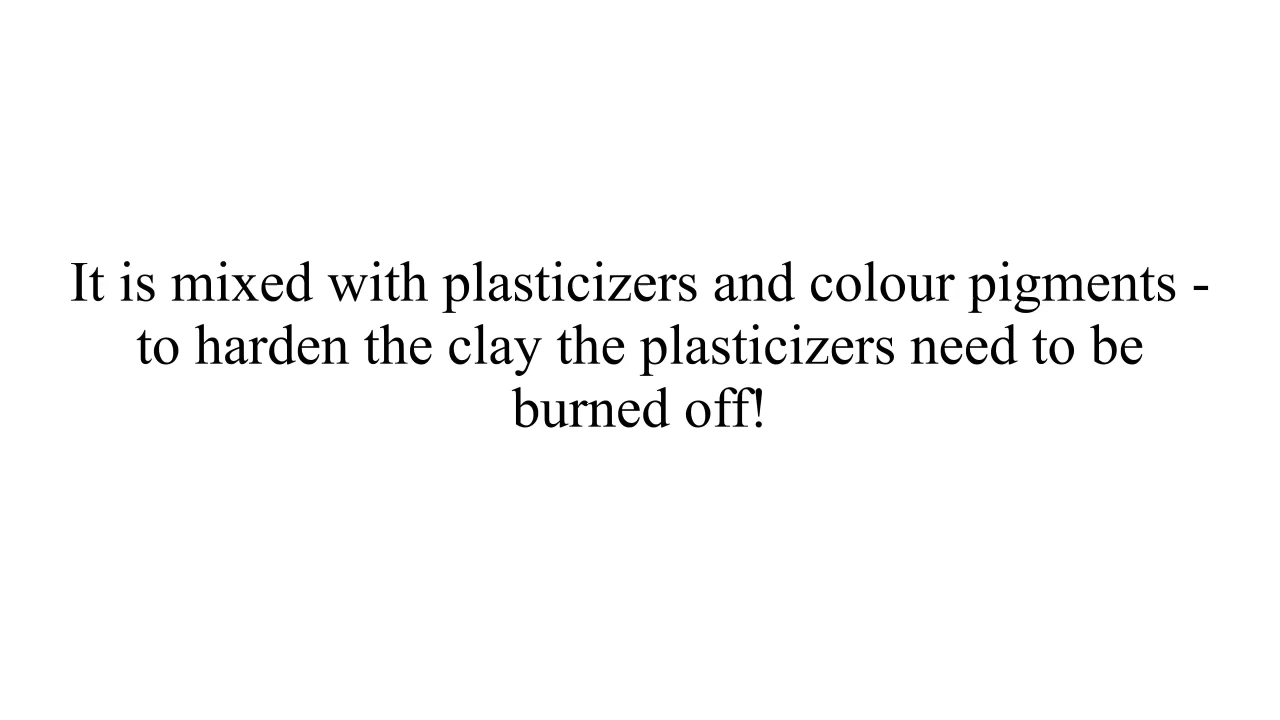 It is mixed with plasticizers and colour pigments -
to harden the clay the plasticizers need to be
burned off!